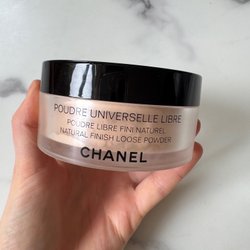 POUDRE UNIVERSELLE LIBRE
POUDRE LIBRE FINI NATUREL
NATURAL FINISH LOOSE POWDER
CHANEL